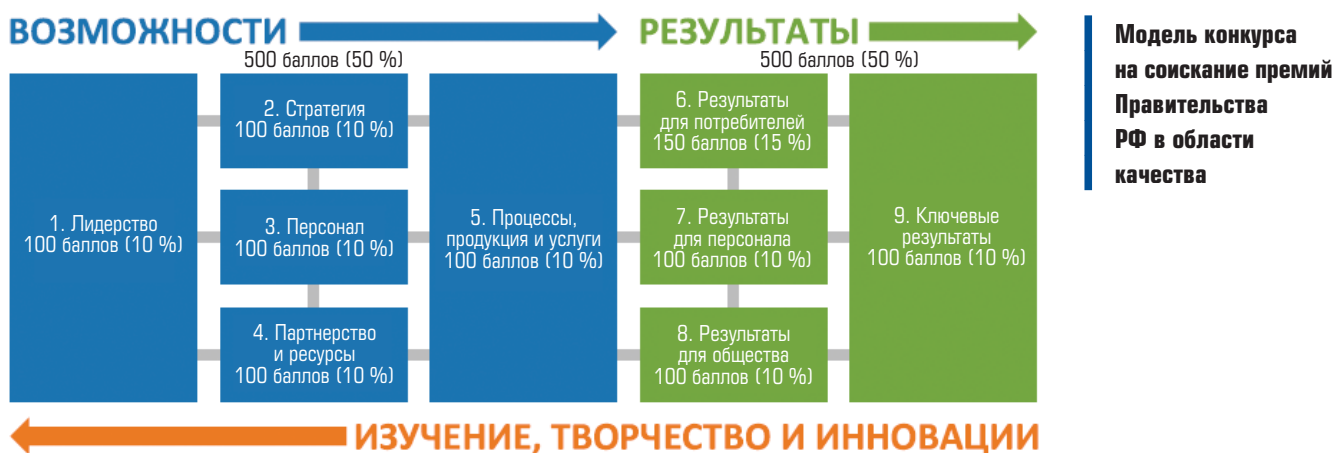 ВОЗМОЖНОСТИ
500 баллов (50 %)
РЕЗУЛЬТАТЫ
500 баллов (50 %)
1. Лидерство
100 баллов (10 %)
2. Стратегия
100 баллов (10 %)
3. Персонал
100 баллов (10 %)
4. Партнерство
и ресурсы
100 баллов (10 %)
5. Процессы,
продукция и услуги
100 баллов (10 %)
6. Результаты
для потребителей
150 баллов (15 %)
7. Результаты
для персонала
100 баллов (10 %)
8. Результаты
для общества
100 баллов (10 %)
9. Ключевые
результаты
100 баллов (10 %)
ИЗУЧЕНИЕ, ТВОРЧЕСТВО И ИННОВАЦИИ
Модель конкурса
на соискание премий
Правительства
РФ в области
качества